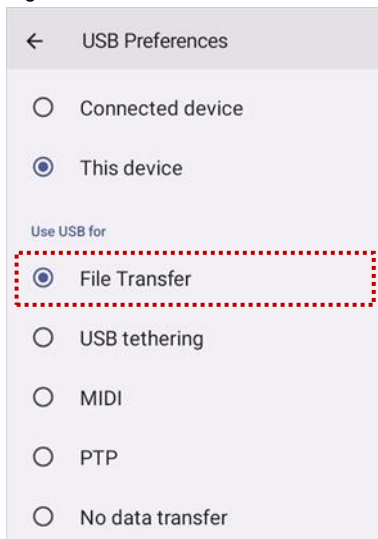 USB Preferences
Connected device
This device
Use USB for
File Transfer
USB tethering
MIDI
PTP
No data transfer